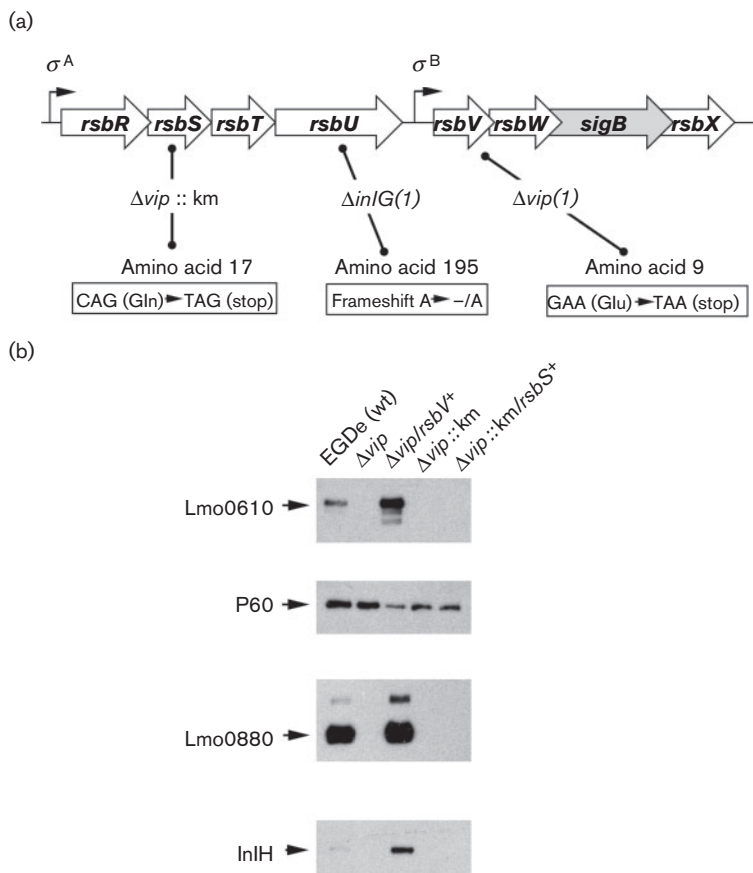 (a)
σA σB
rsbR rsbS rsbT rsbU rsbV rsbW sigB rsbX
Δvip :: km ΔinlG(1) Δvip(1)
Amino acid 17 Amino acid 195 Amino acid 9
CAG (Gln) TAG (stop) Frameshift A –/A GAA (Glu) TAA (stop)
(b)
EGDe (wt) Δvip Δvip/rsbV+ Δvip::km Δvip::km/rsbS+
Lmo0610
P60
Lmo0880
InlH